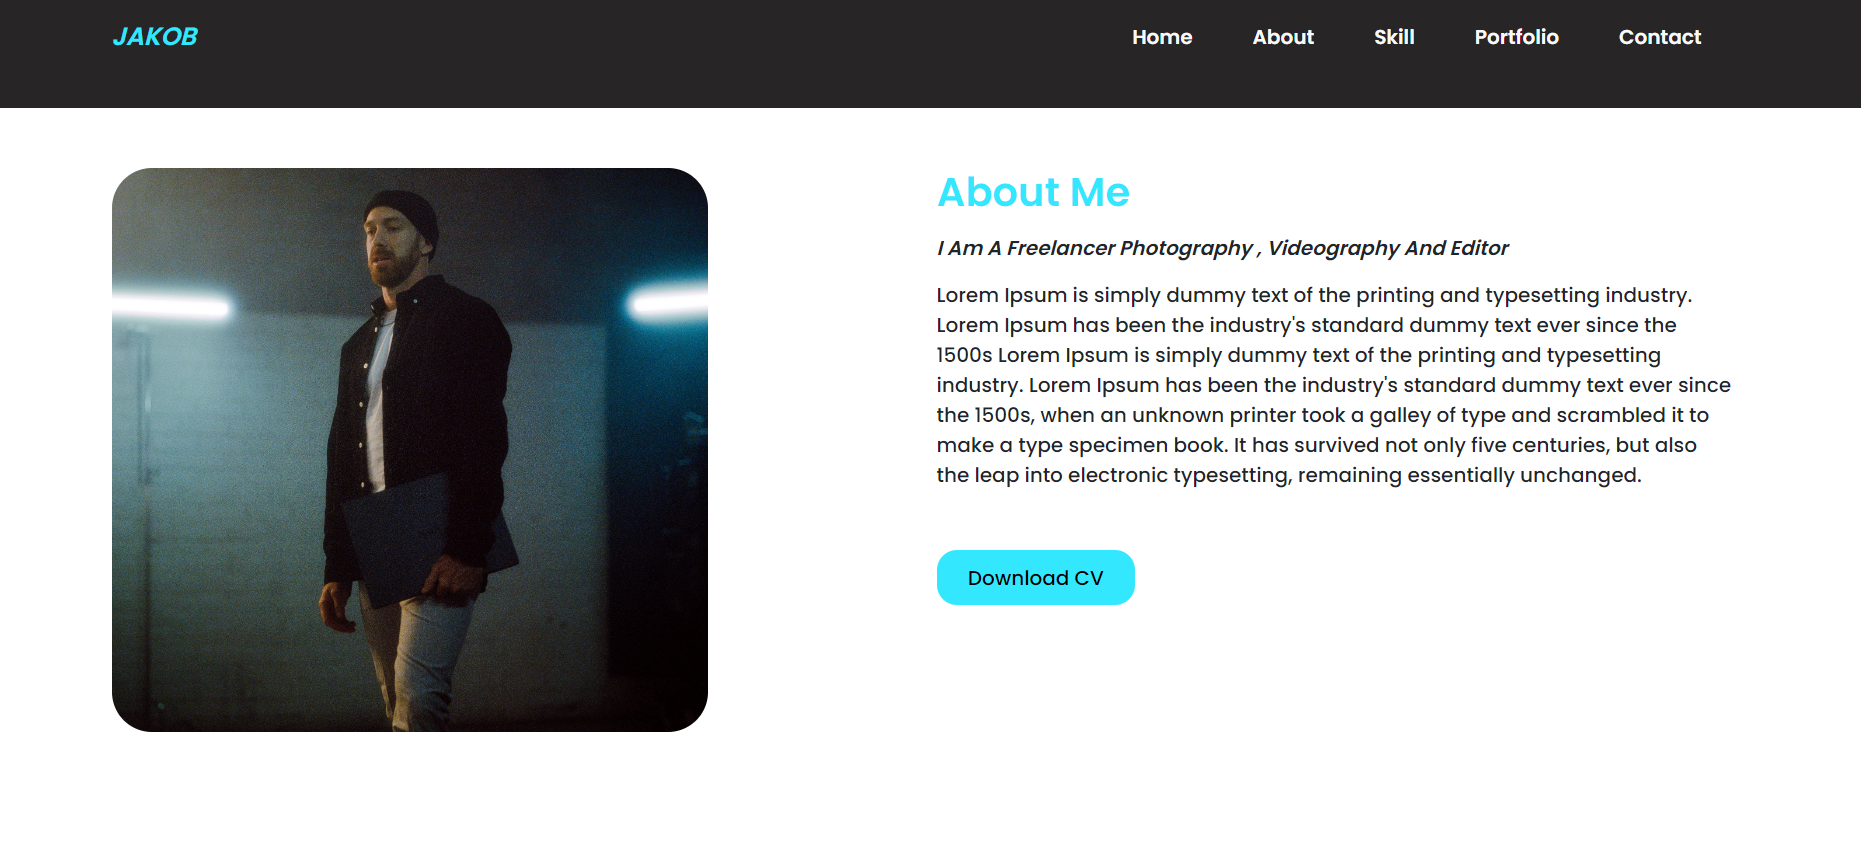 JAKOB
Home About Skill Portfolio Contact
About Me
I Am A Freelancer Photography , Videography And Editor
Lorem Ipsum is simply dummy text of the printing and typesetting industry.
Lorem Ipsum has been the industry's standard dummy text ever since the
1500s Lorem Ipsum is simply dummy text of the printing and typesetting
industry. Lorem Ipsum has been the industry's standard dummy text ever since
the 1500s, when an unknown printer took a galley of type and scrambled it to
make a type specimen book. It has survived not only five centuries, but also
the leap into electronic typesetting, remaining essentially unchanged.
Download CV